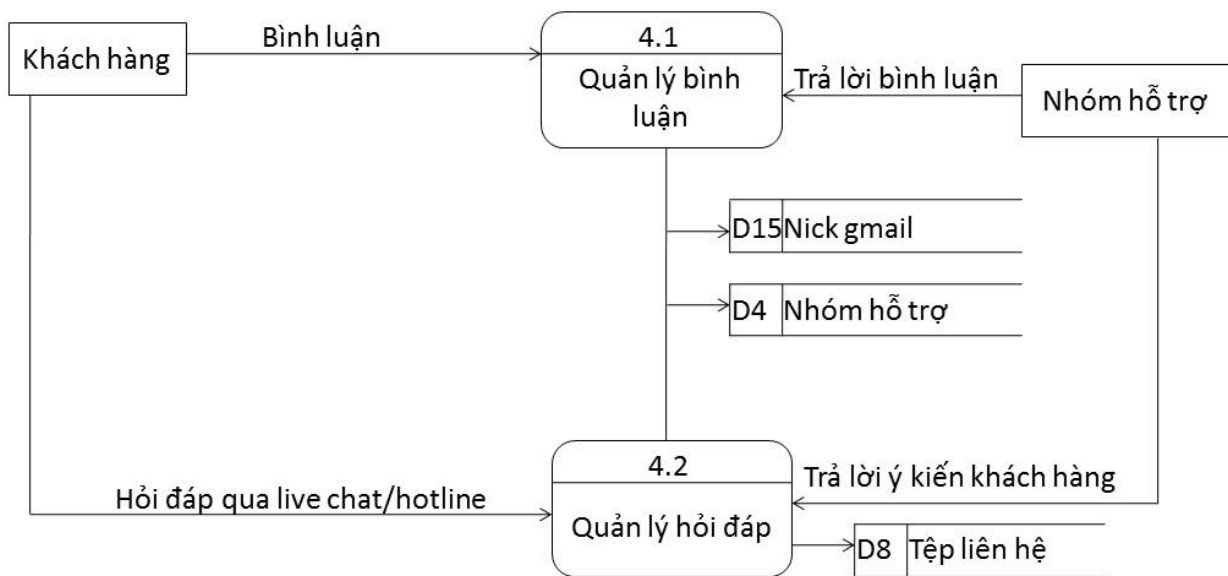 Khách hàng
Bình luận
4.1
Quản lý bình
luận
Trả lời bình luận
Nhóm hỗ trợ
D15 Nick gmail
D4 Nhóm hỗ trợ
4.2
Quản lý hỏi đáp
Hỏi đáp qua live chat/hotline
Trả lời ý kiến khách hàng
D8 Tệp liên hệ